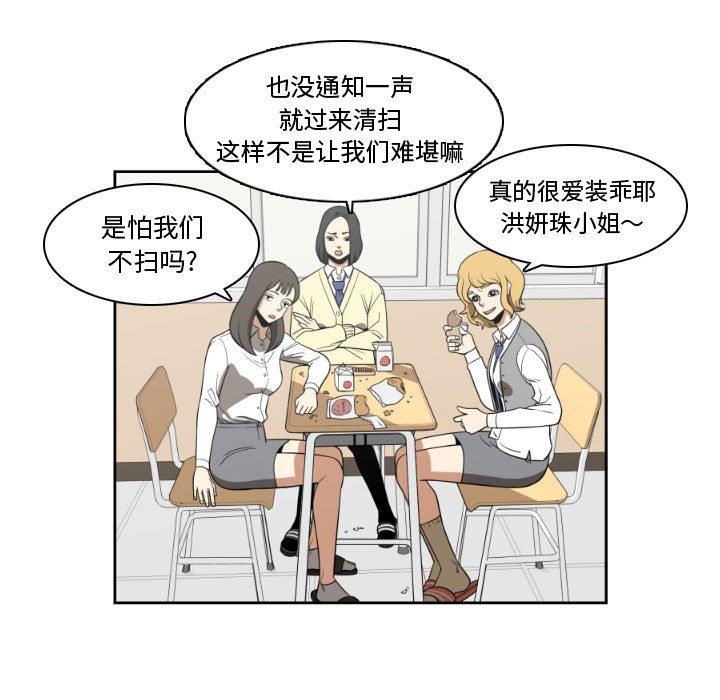 也没通知一声
就过来清扫
这样不是让我们难堪嘛
是怕我们
不扫吗?
真的很爱装乖耶
洪妍珠小姐～